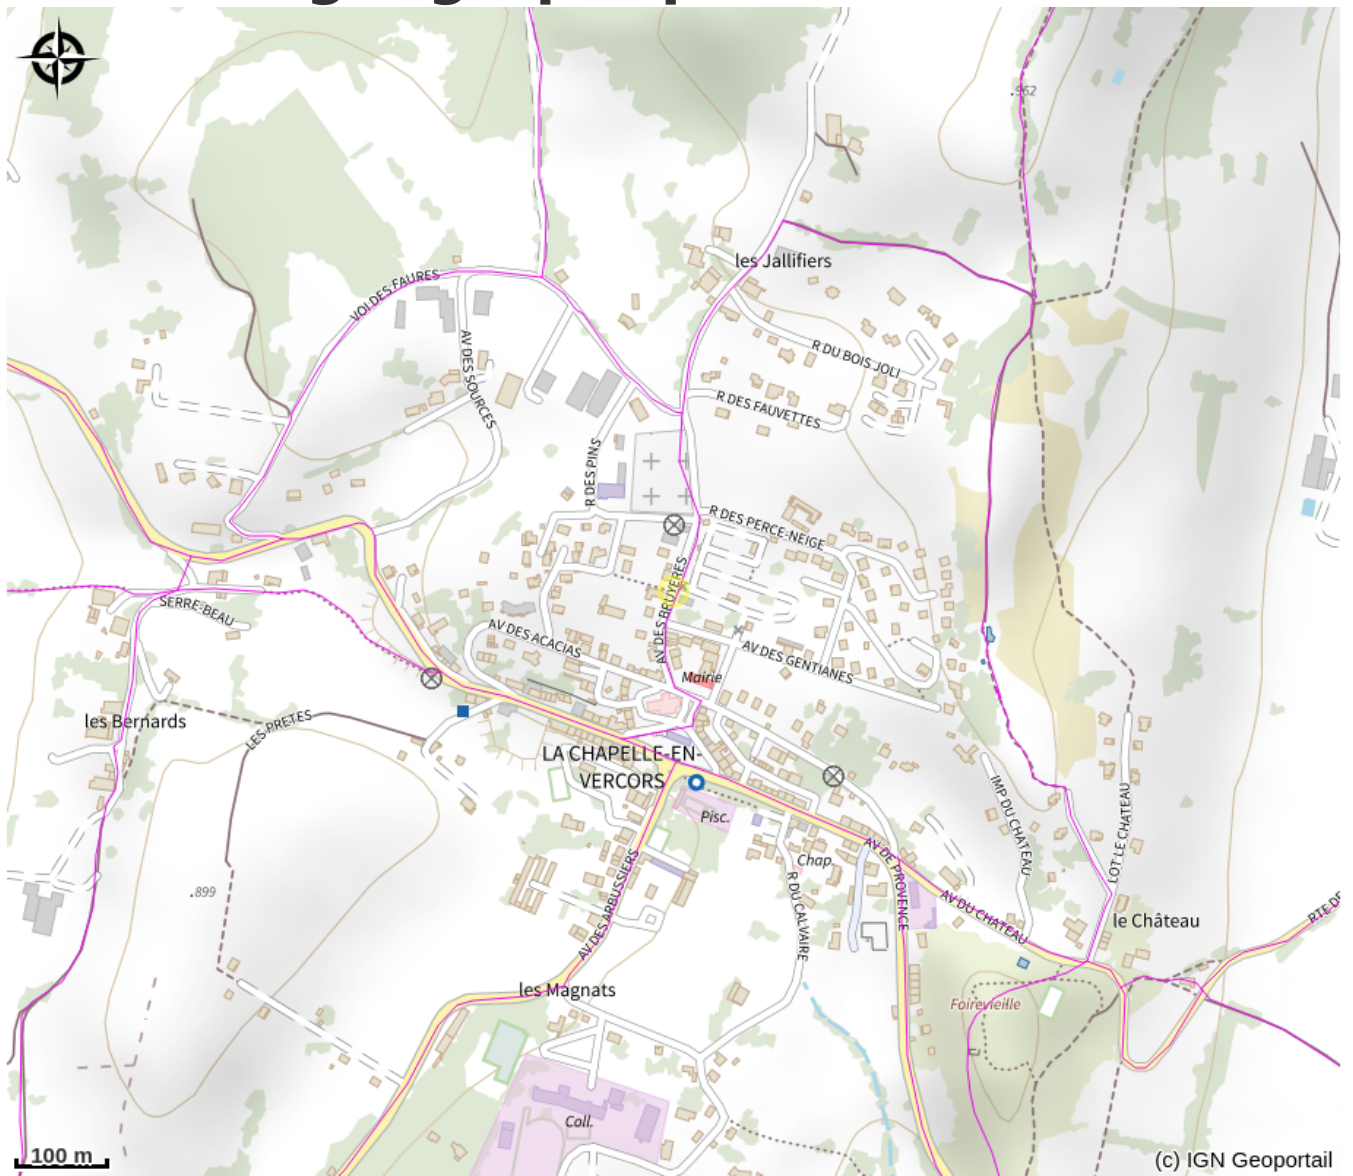 .962
les Jallifiers
VOI DES FAURES
AV DES SOURCES
R DU BOIS JOLI
R DES FAUVETTES
R DES PINS
R DES PERCE-NEIGE
AV DES BRUYERES
SERRE-BEAU
AV DES ACACIAS
AV DES GENTIANES
Mairie
les Bernards
LES PRETES
LA CHAPELLE-EN-
VERCORS
IMP DU CHATEAU
LOT LE CHATEAU
Pisc.
Chap.
AV DE PROVENCE
R DU CALVAIRE
AV DES ARBUSSIERS
.899
AV DU CHATEAU
le Château
RTE DE
les Magnats
Foirevieille
Coll.
100 m
(c) IGN Geoportail